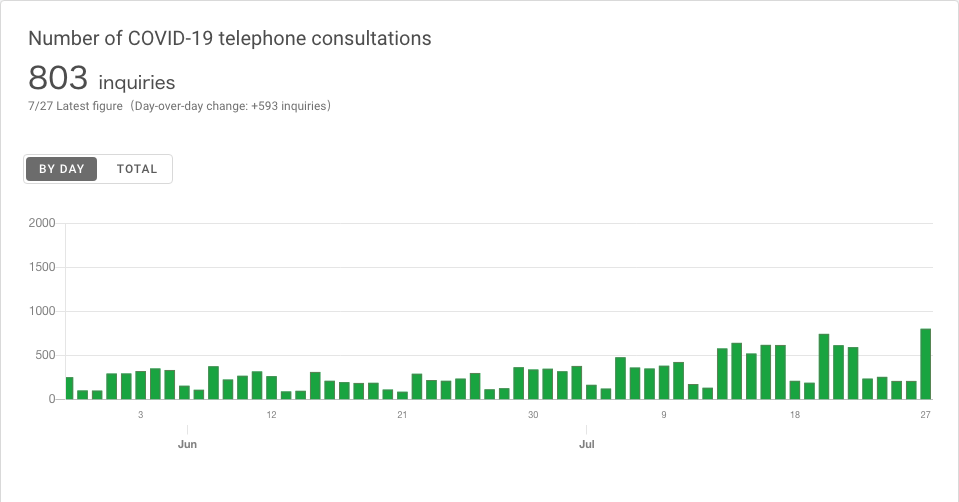 Number of COVID-19 telephone consultations
803 inquiries
7/27 Latest figure（Day-over-day change: +593 inquiries）
BY DAY TOTAL
2000
1500
1000
500
0
3 12 21 30 9 18 27
Jun Jul